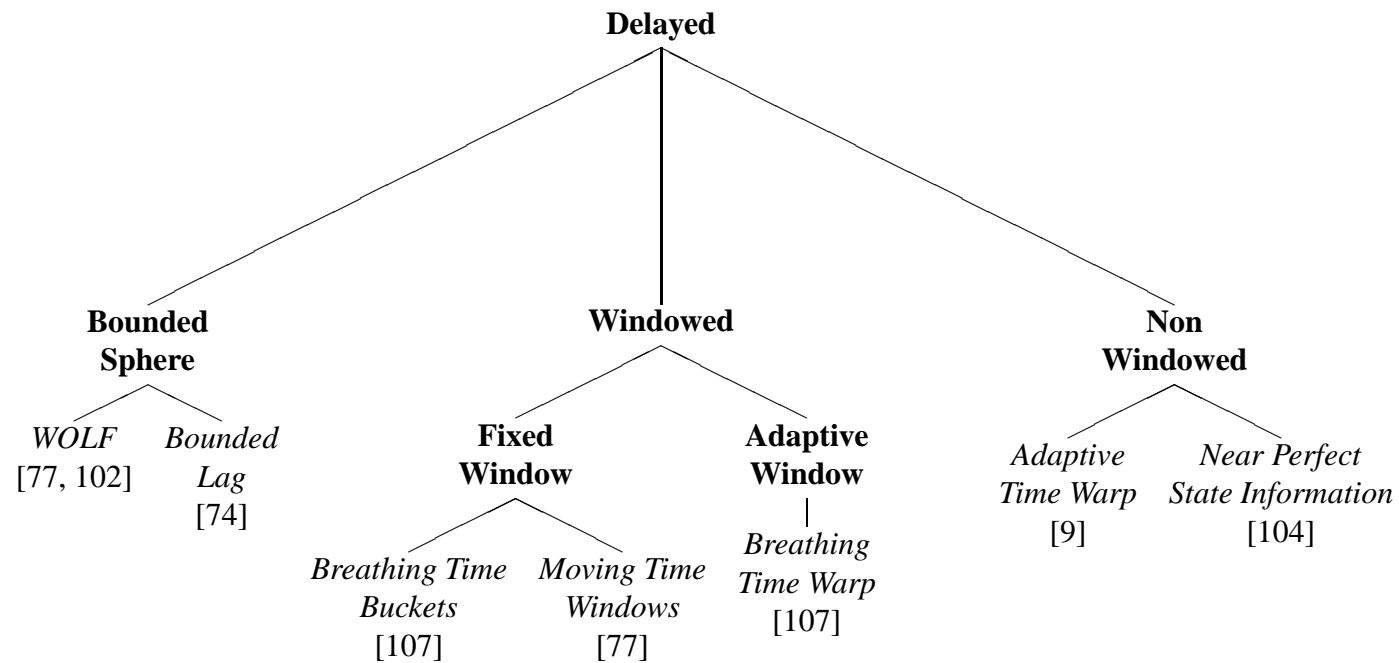 Delayed
Bounded
Sphere
Windowed
Non
Windowed
WOLF
[77, 102]
Bounded
Lag
[74]
Fixed
Window
Adaptive
Window
Adaptive
Time Warp
[9]
Near Perfect
State Information
[104]
Breathing Time
Buckets
[107]
Moving Time
Windows
[77]
Breathing
Time Warp
[107]